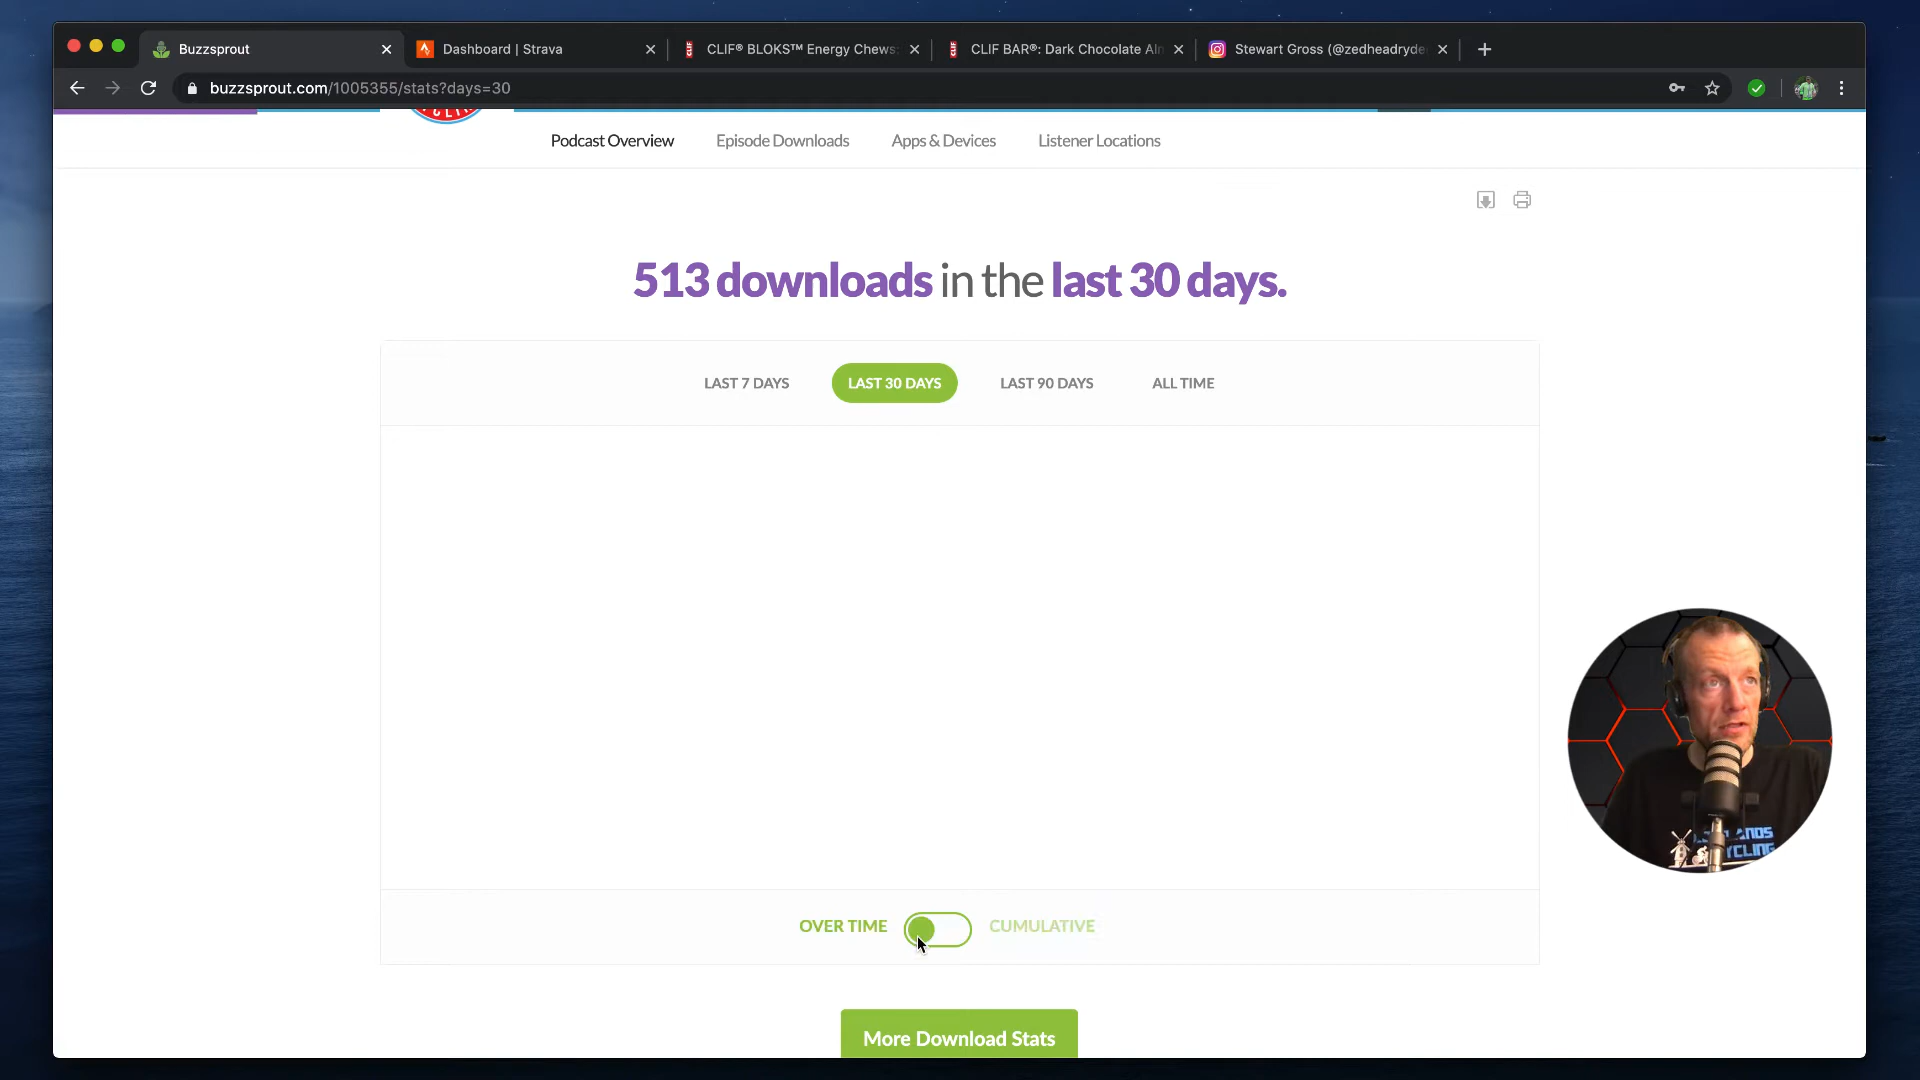 Buzzsprout
Dashboard | Strava
CLIF® BLOKS™ Energy Chews:
CLIF BAR®: Dark Chocolate Aln
Stewart Gross (@zedheadryde
buzzsprout.com/1005355/stats?days=30
CLIF
Podcast Overview
Episode Downloads
Apps & Devices
Listener Locations
513 downloads in the last 30 days.
LAST 7 DAYS
LAST 30 DAYS
LAST 90 DAYS
ALL TIME
OVER TIME
CUMULATIVE
More Download Stats